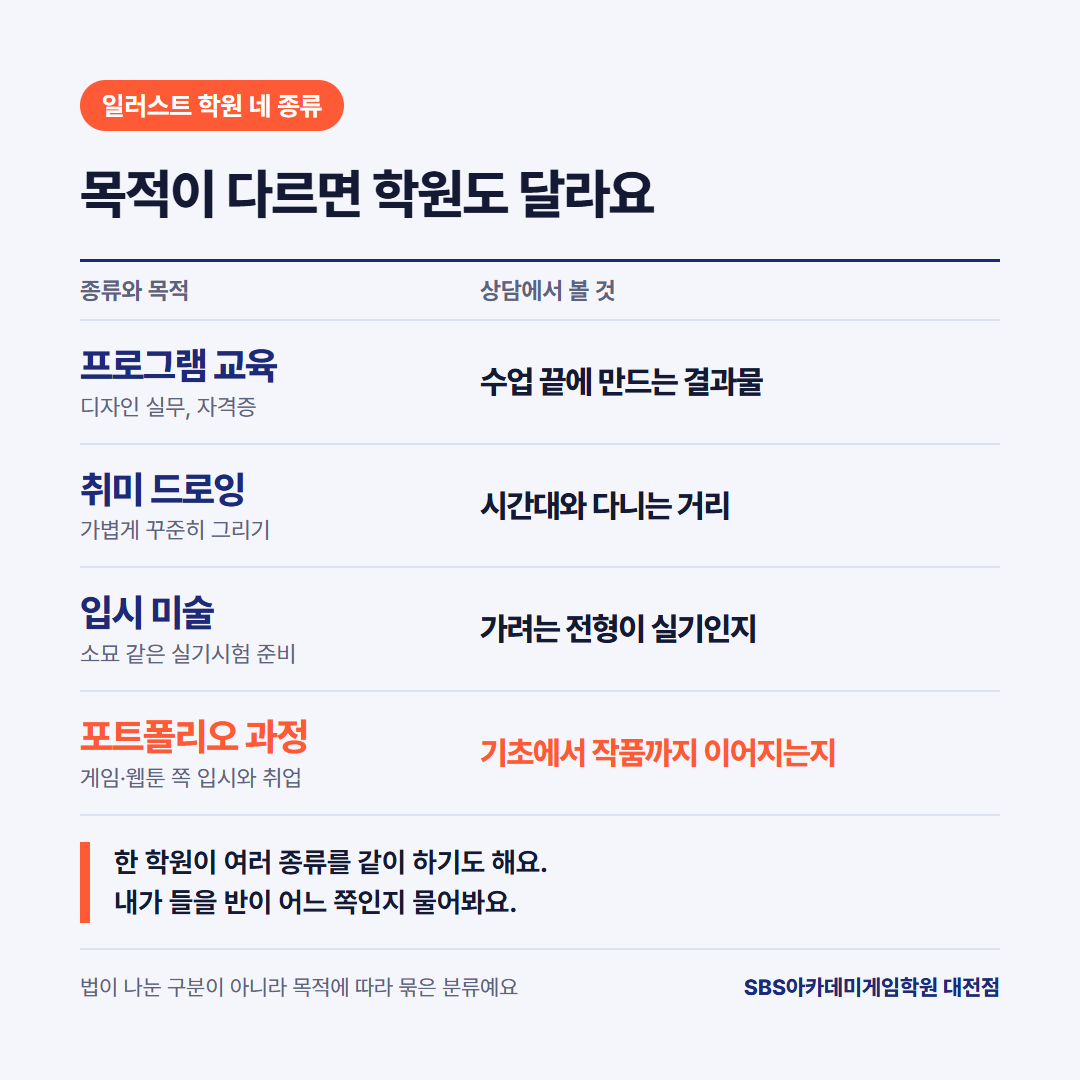 일러스트 학원 네 종류
목적이 다르면 학원도 달라요
종류와 목적
상담에서 볼 것
프로그램 교육
디자인 실무, 자격증
수업 끝에 만드는 결과물
취미 드로잉
가볍게 꾸준히 그리기
시간대와 다니는 거리
입시 미술
소묘 같은 실기시험 준비
가려는 전형이 실기인지
포트폴리오 과정
게임·웹툰 쪽 입시와 취업
기초에서 작품까지 이어지는지
한 학원이 여러 종류를 같이 하기도 해요.
내가 들을 반이 어느 쪽인지 물어봐요.
법이 나눈 구분이 아니라 목적에 따라 묶은 분류예요
SBS아카데미게임학원 대전점